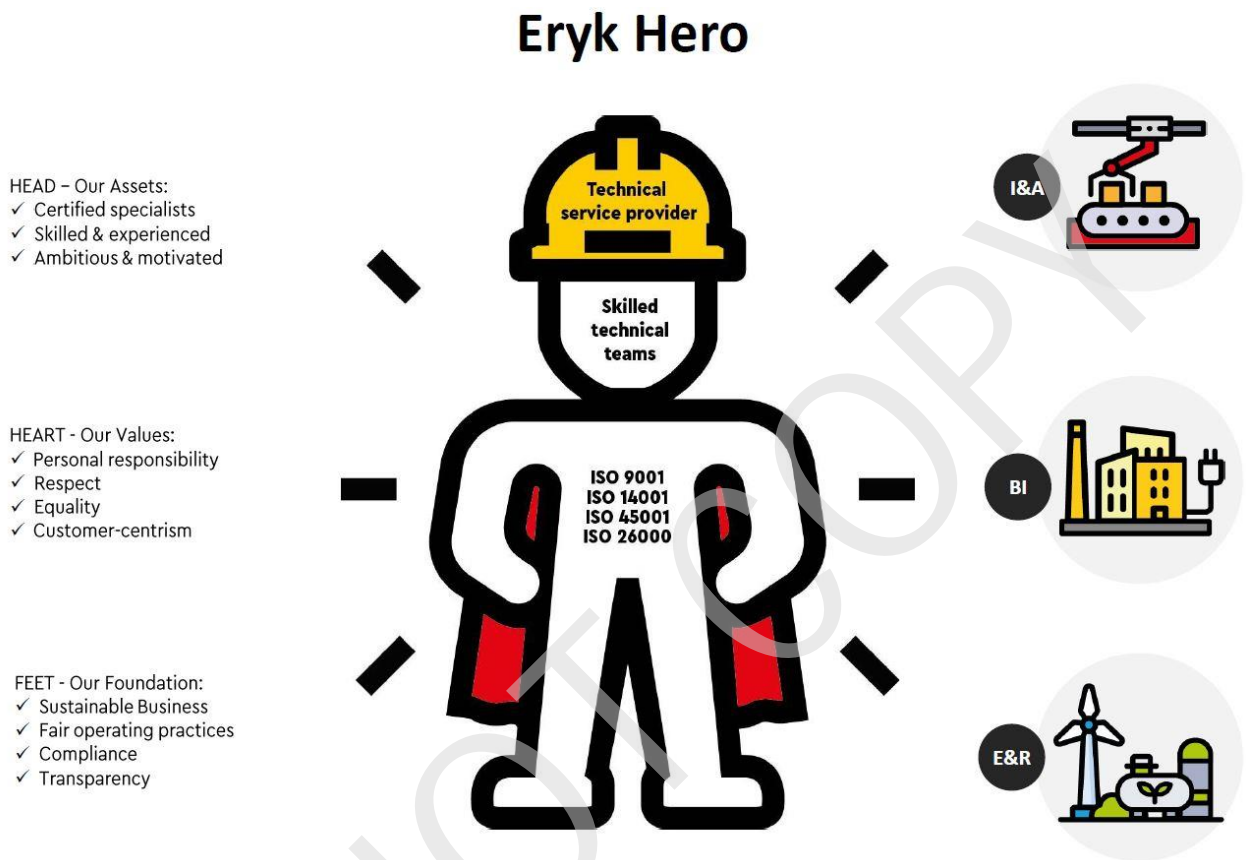 Eryk Hero
HEAD – Our Assets:
✓ Certified specialists
✓ Skilled & experienced
✓ Ambitious & motivated
HEART - Our Values:
✓ Personal responsibility
✓ Respect
✓ Equality
✓ Customer-centrism
FEET - Our Foundation:
✓ Sustainable Business
✓ Fair operating practices
✓ Compliance
✓ Transparency
Technical
service provider
Skilled
technical
teams
ISO 9001
ISO 14001
ISO 45001
ISO 26000
I&A
BI
E&R
NOT COPY